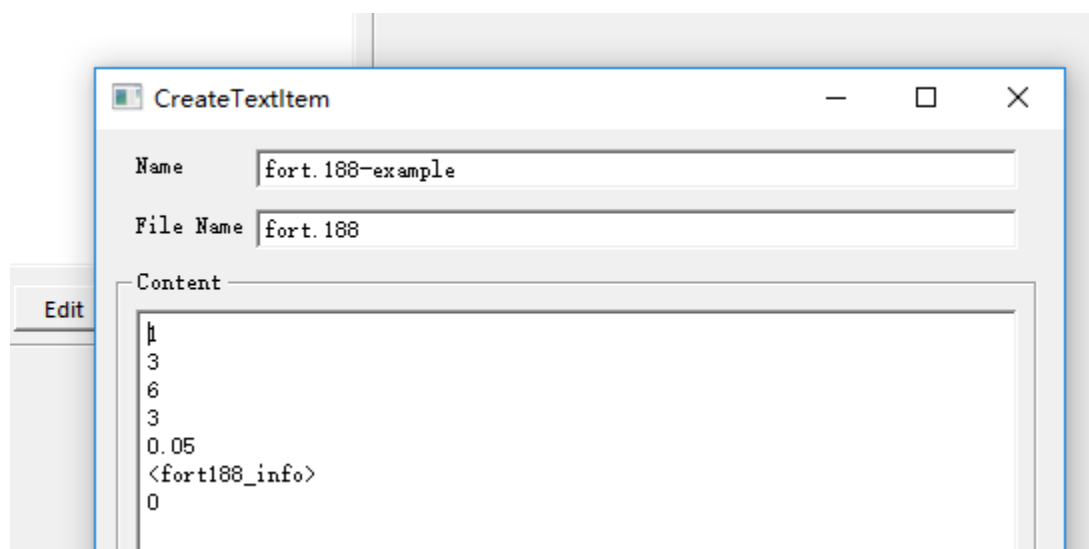 CreateTextItem
Name fort.188-example
File Name fort.188
Content
Edit
1
3
6
3
0.05
<fort188_info>
0